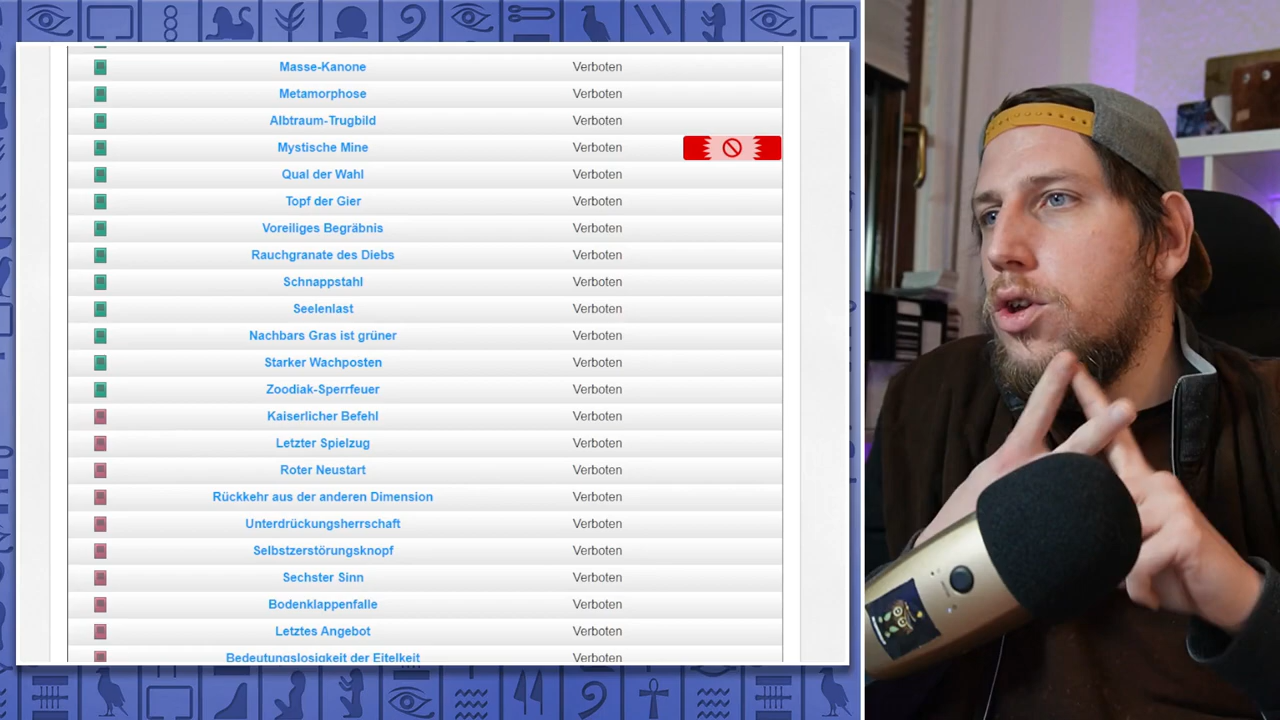 Masse-Kanone Verboten
Metamorphose Verboten
Albtraum-Trugbild Verboten
Mystische Mine Verboten
Qual der Wahl Verboten
Topf der Gier Verboten
Voreiliges Begräbnis Verboten
Rauchgranate des Diebs Verboten
Schnappstahl Verboten
Seelenlast Verboten
Nachbars Gras ist grüner Verboten
Starker Wachposten Verboten
Zoodiak-Sperrfeuer Verboten
Kaiserlicher Befehl Verboten
Letzter Spielzug Verboten
Roter Neustart Verboten
Rückkehr aus der anderen Dimension Verboten
Unterdrückungsherrschaft Verboten
Selbstzerstörungsknopf Verboten
Sechster Sinn Verboten
Bodenklappenfalle Verboten
Letztes Angebot Verboten
Bedeutungslosigkeit der Eitelkeit Verboten